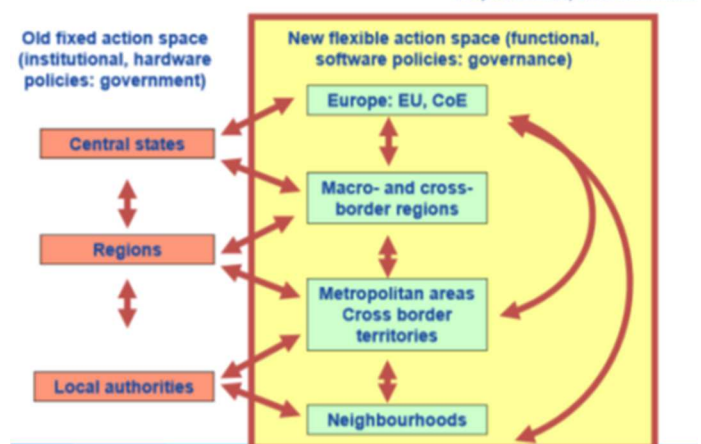 Old fixed action space
(institutional, hardware
policies: government)
New flexible action space (functional,
software policies: governance)
Europe: EU, CoE
Central states
Macro- and cross-
border regions
Regions
Metropolitan areas
Cross border
territories
Local authorities
Neighbourhoods